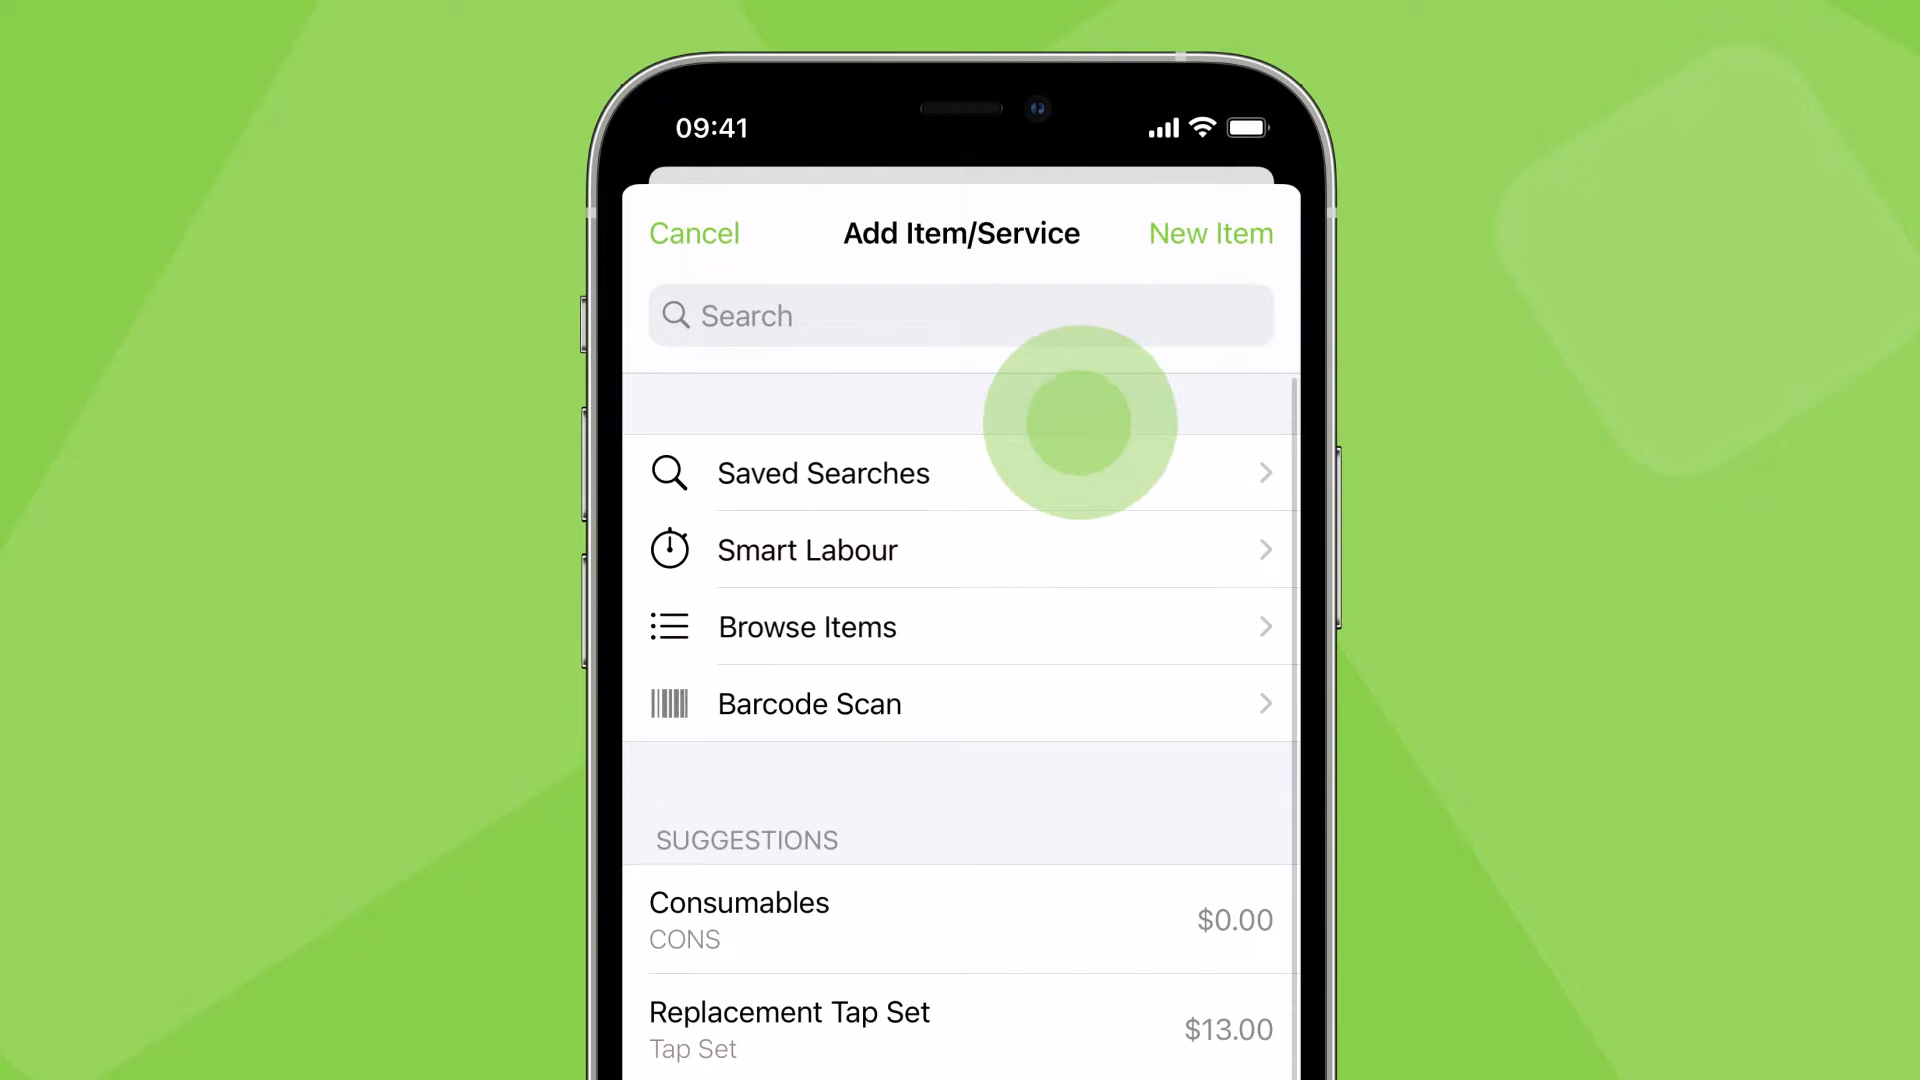 09:41
Cancel
Add Item/Service
New Item
Search
Saved Searches
Smart Labour
Browse Items
Barcode Scan
SUGGESTIONS
Consumables
CONS
$0.00
Replacement Tap Set
Tap Set
$13.00